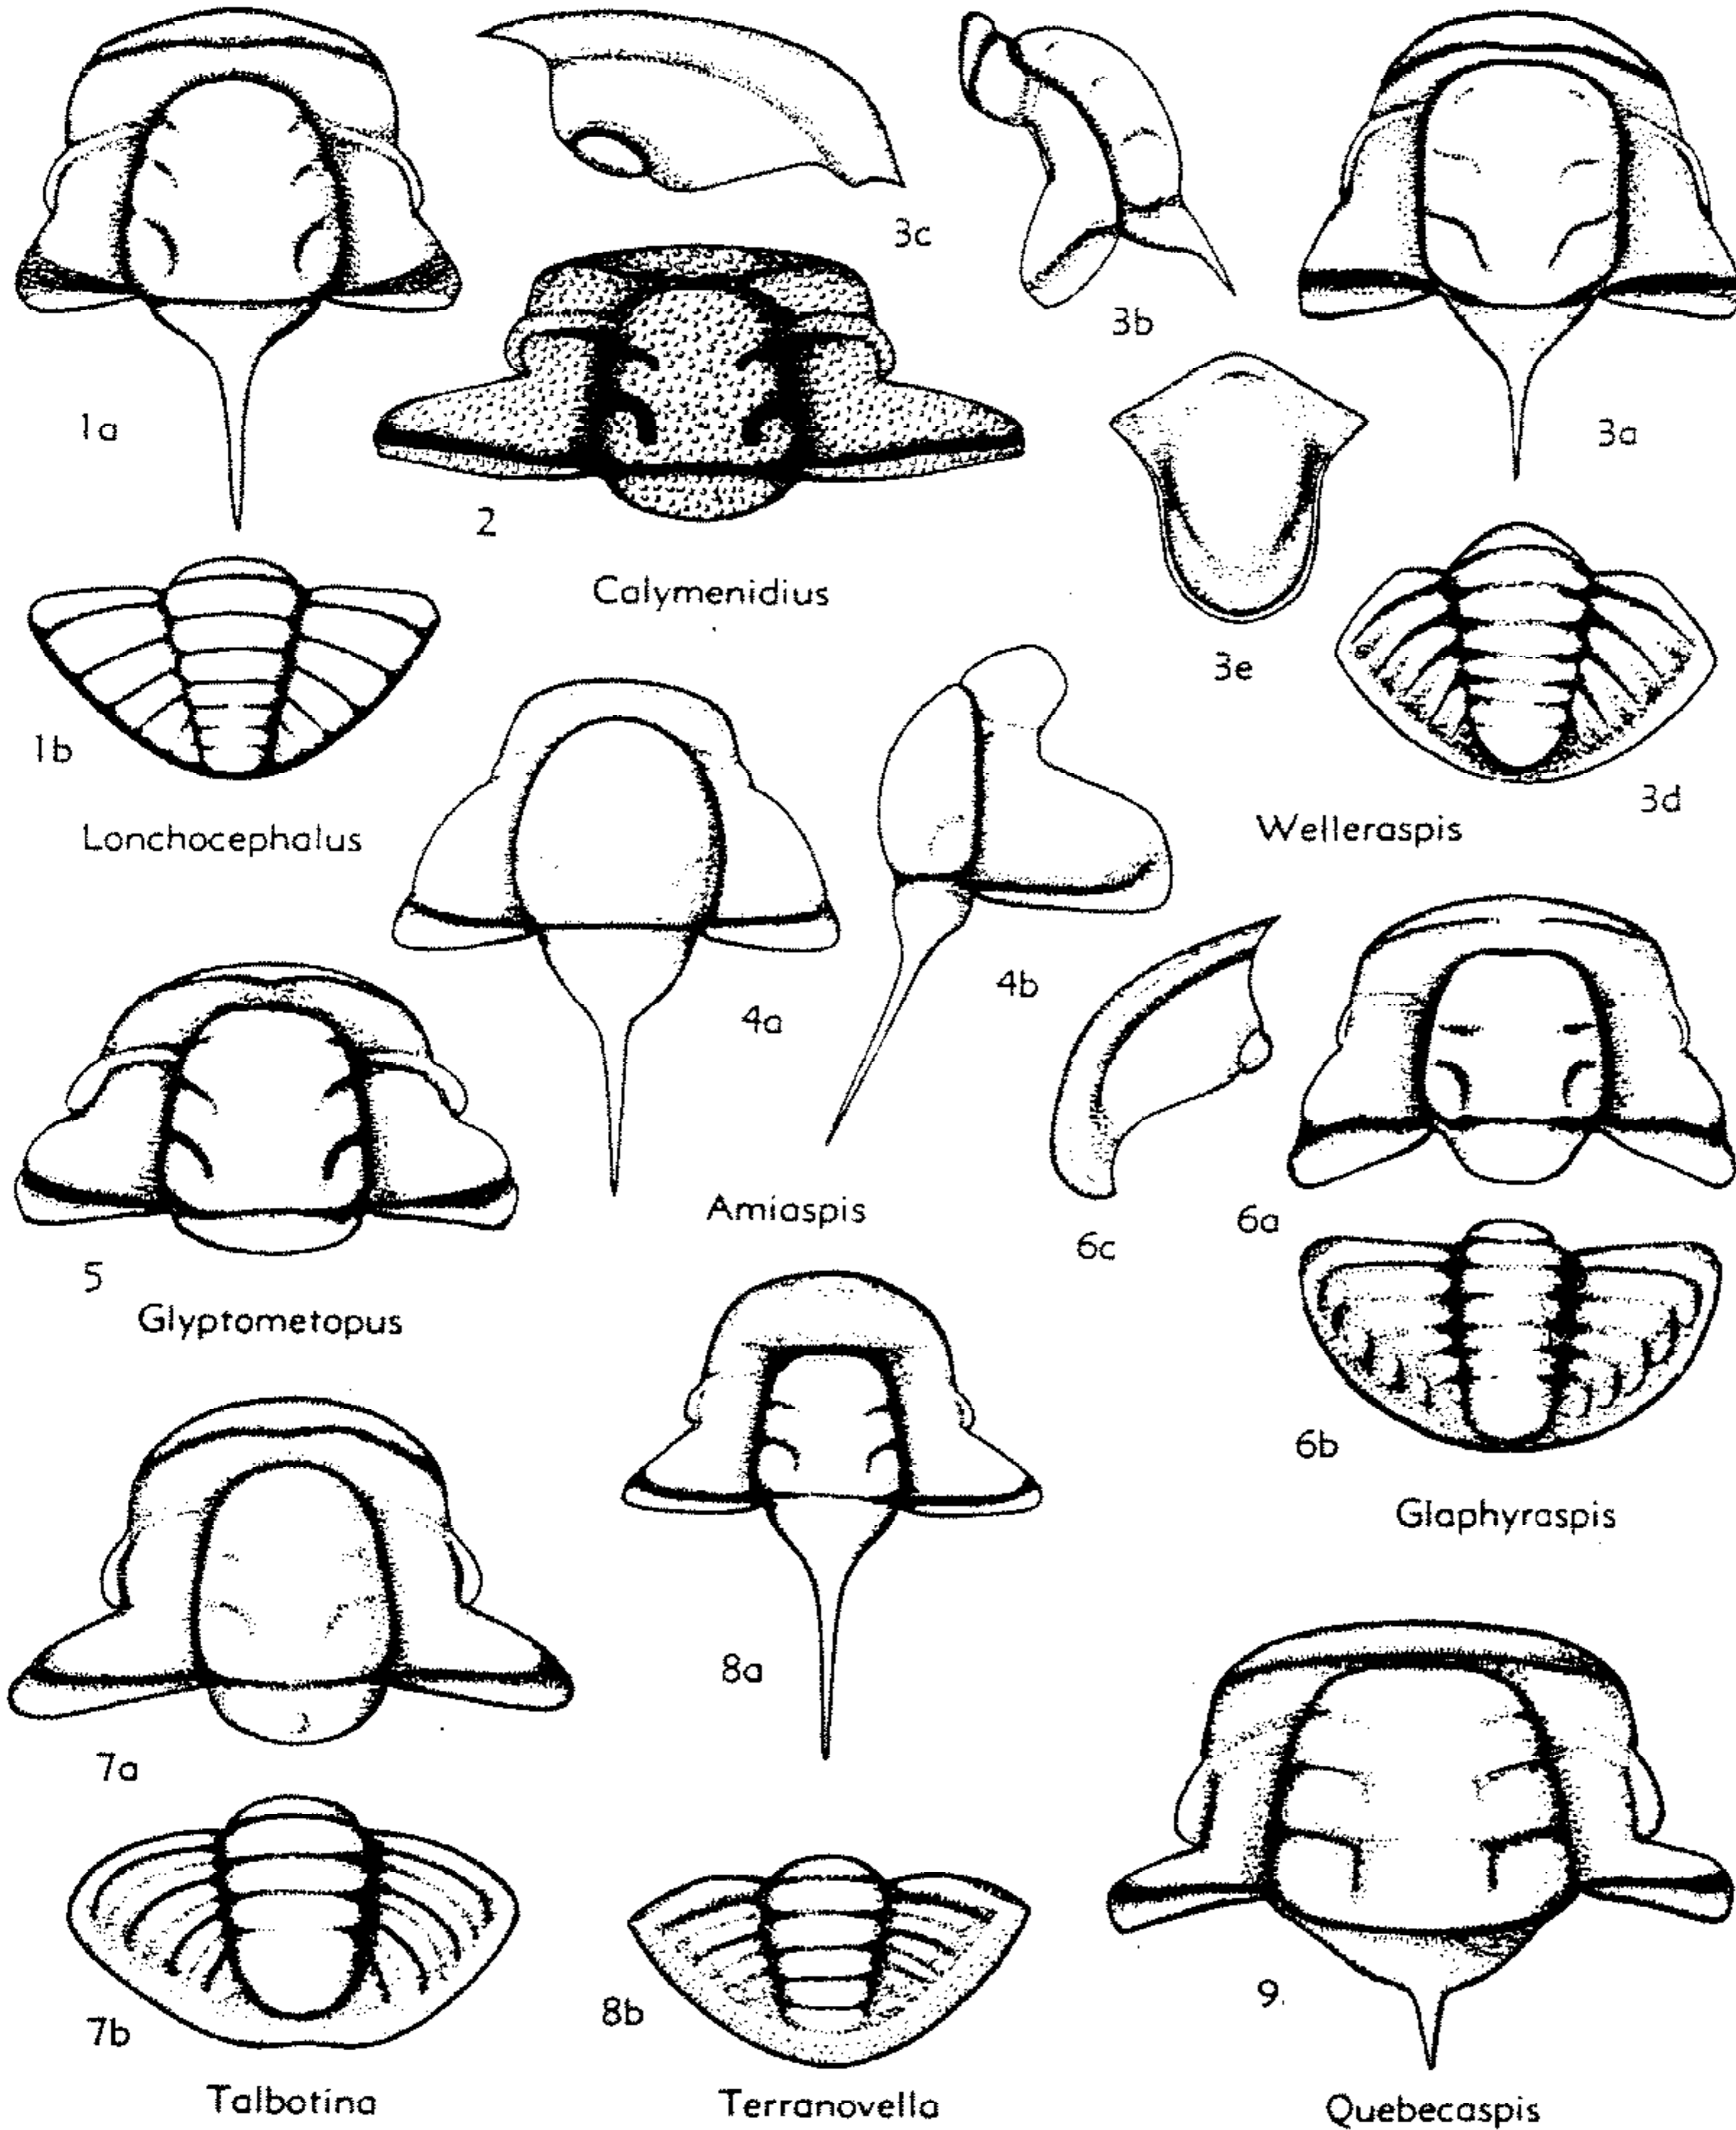 3c
3b
1a
3a
2
Calymenidius
3e
1b
3d
Lonchocephalus
Welleraspis
4b
4a
Amiaspis
6a
6c
5
Glyptometopus
6b
Glaphyraspis
8a
7a
9.
8b
7b
Talbotina
Terranovella
Quebecaspis